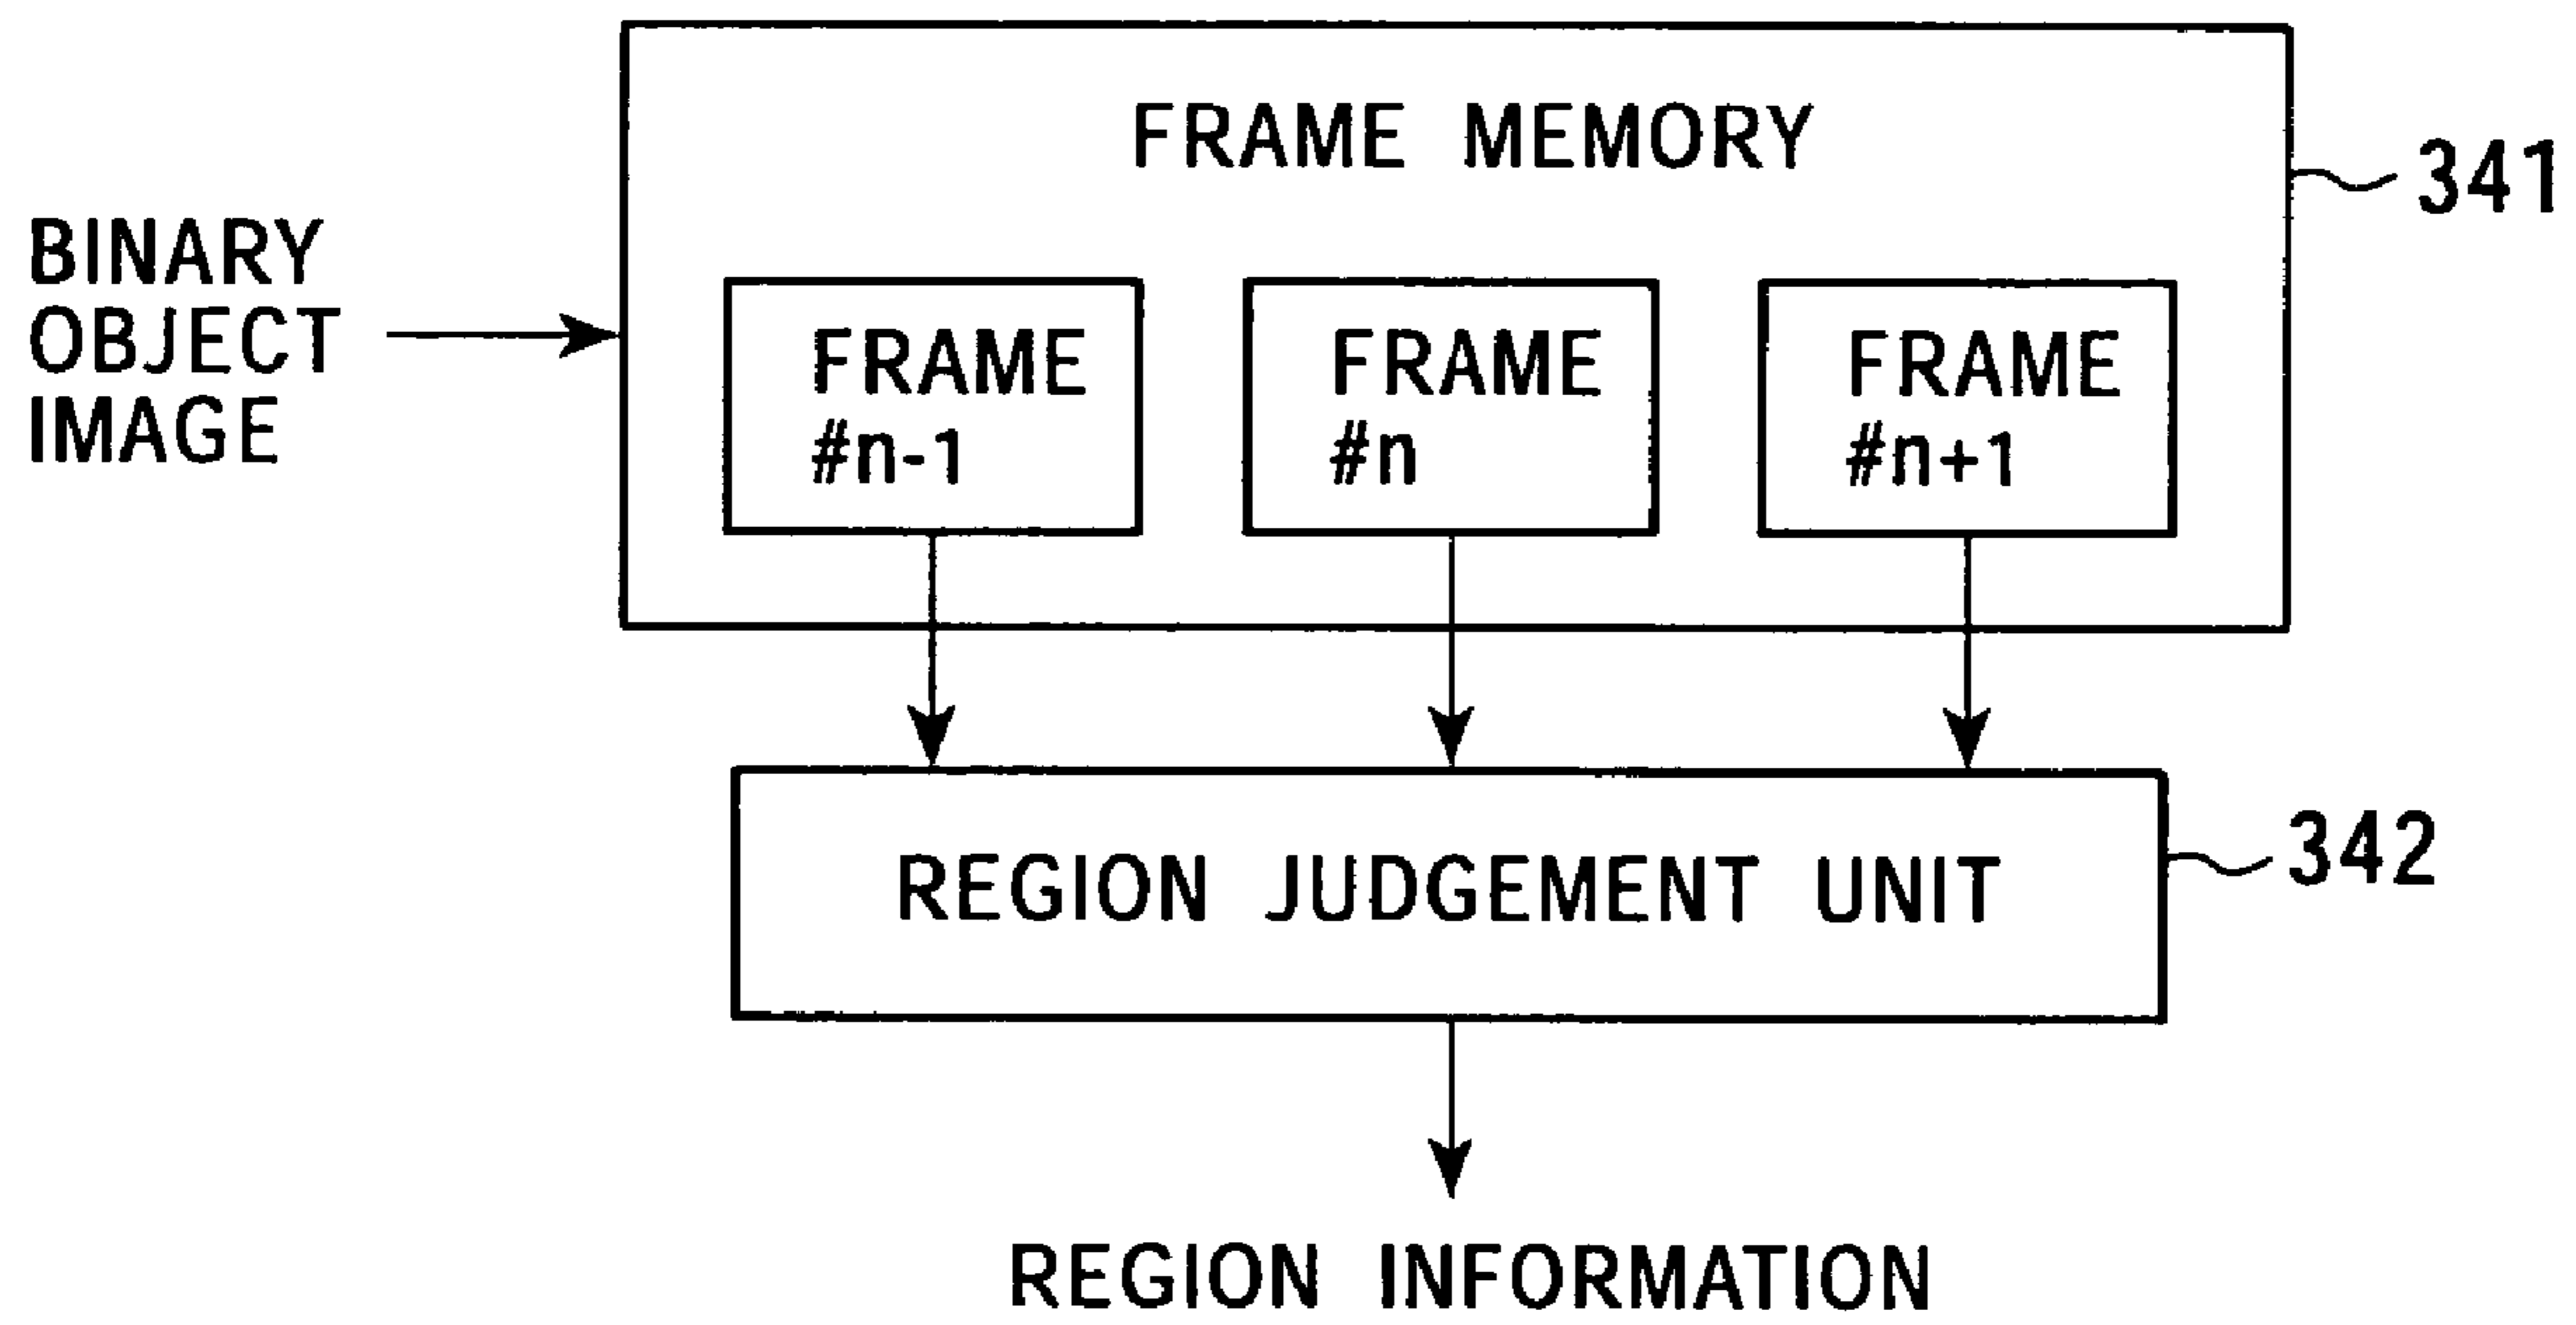 FRAME MEMORY
341
BINARY
OBJECT
IMAGE
FRAME
#n-1
FRAME
#n
FRAME
#n+1
REGION JUDGEMENT UNIT
342
REGION INFORMATION